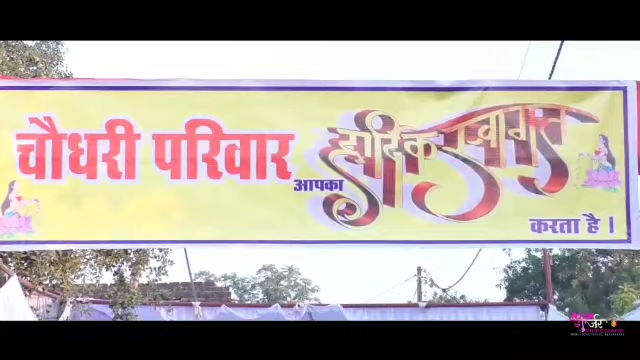 चौधरी परिवार आपका हार्दिक स्वागत
करता है ।